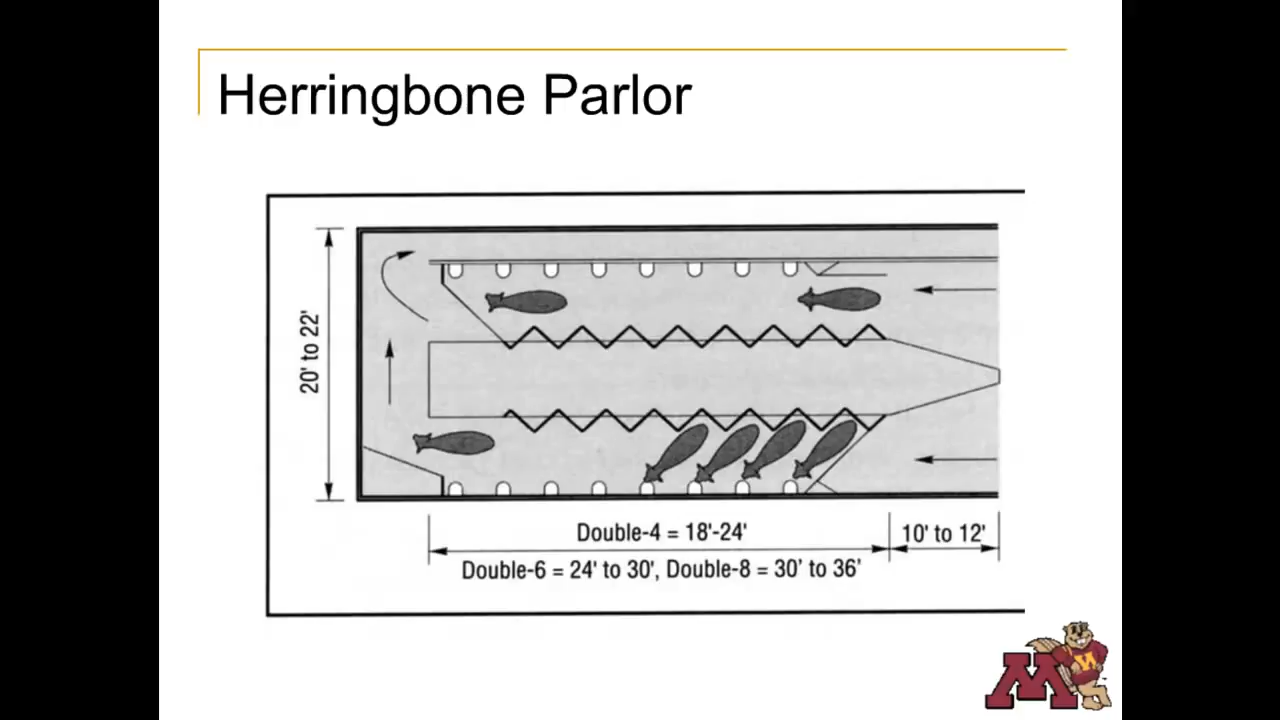 Herringbone Parlor
20' to 22'
Double-4 = 18'-24'
10' to 12'
Double-6 = 24' to 30', Double-8 = 30' to 36'
M